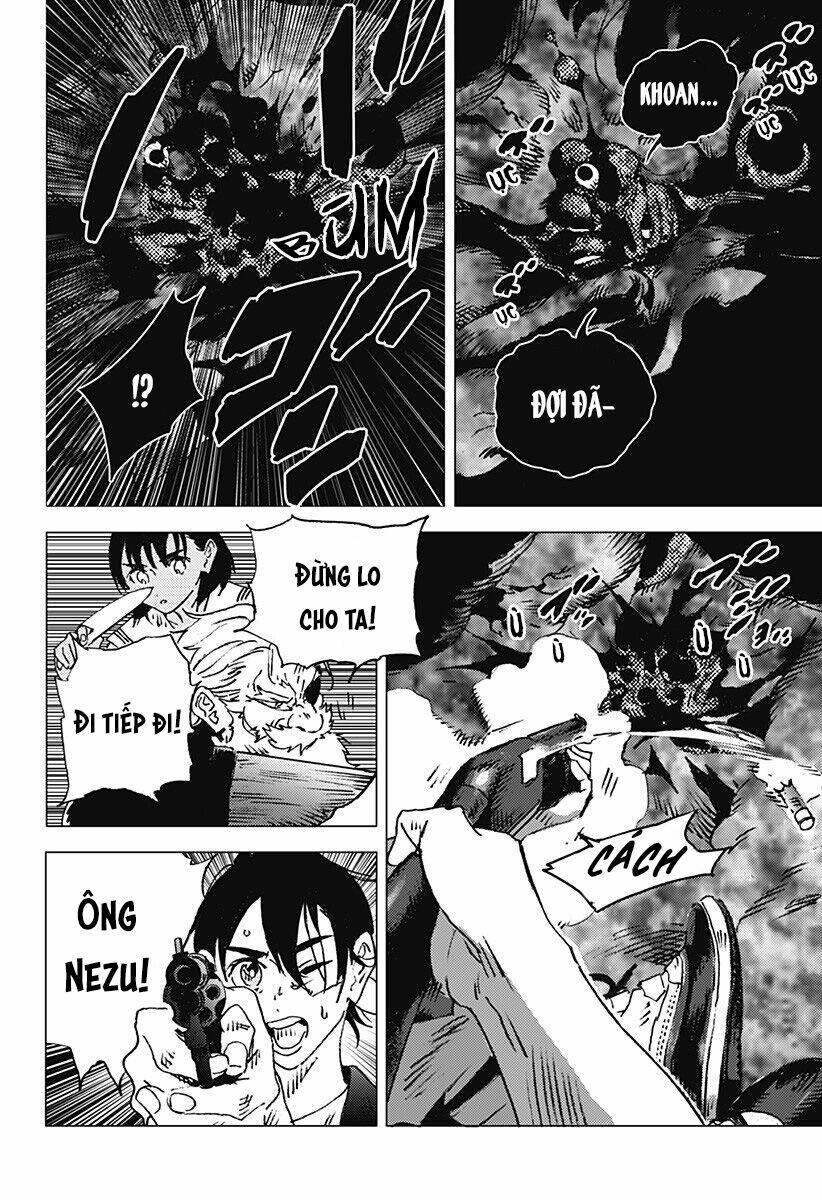 KHOAN...
ỤC
ỤC
ỤC
ỤC
ĐỢI ĐÃ-
BÙM
!?
Ù
Ù
Ù
Ù
CÁCH
ĐỪNG LO
CHO TA!
ĐI TIẾP ĐI!
ÔNG
NEZU!